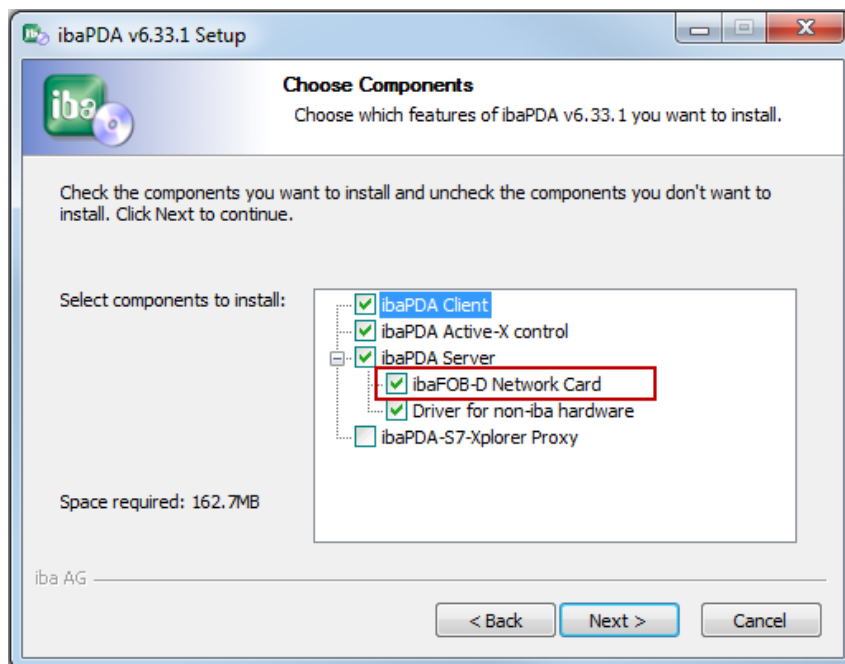 ibaPDA v6.33.1 Setup
iba
Choose Components
Choose which features of ibaPDA v6.33.1 you want to install.
Check the components you want to install and uncheck the components you don't want to
install. Click Next to continue.
Select components to install:
ibaPDA Client
ibaPDA Active-X control
ibaPDA Server
ibaFOB-D Network Card
Driver for non-iba hardware
ibaPDA-S7-Xplorer Proxy
Space required: 162.7MB
iba AG
< Back
Next >
Cancel